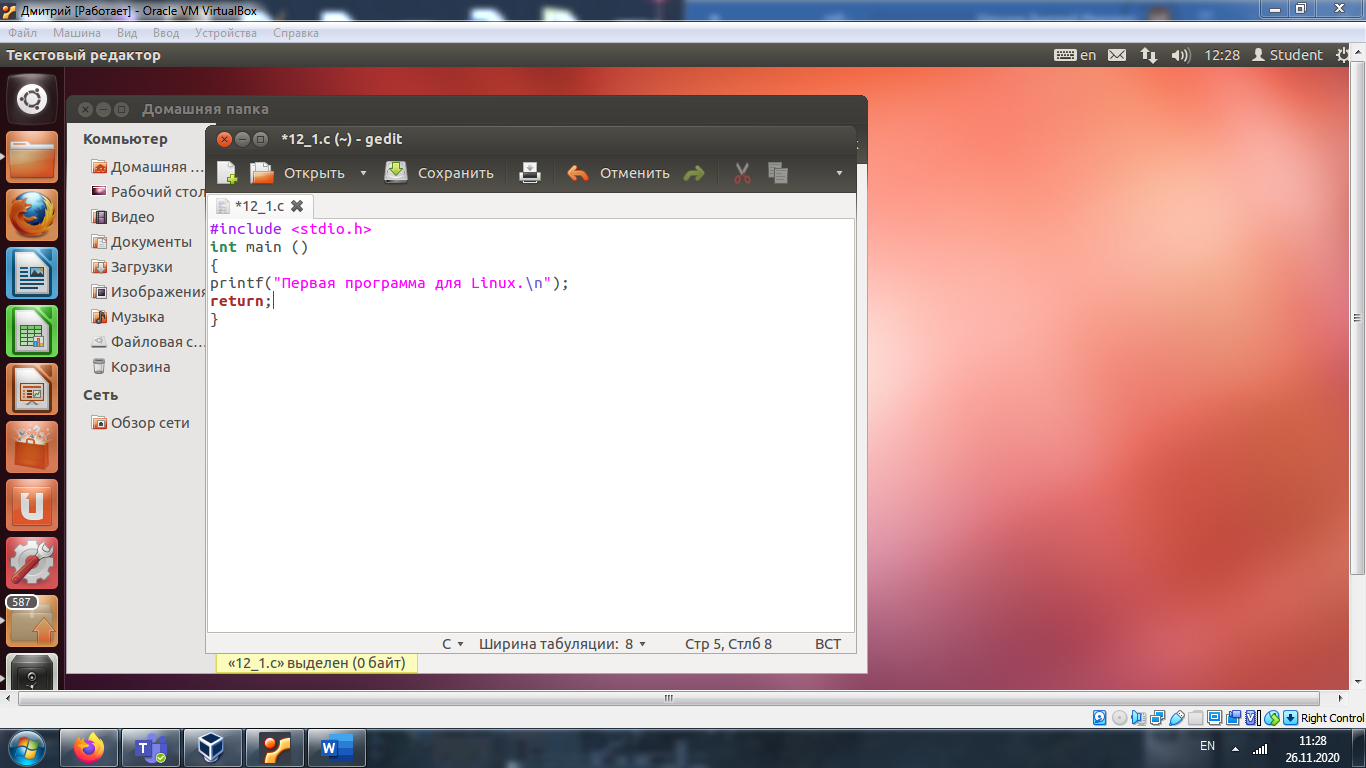 Дмитрий [Работает] - Oracle VM VirtualBox
Файл Машина Вид Ввод Устройства Справка
Текстовый редактор en 12:28 Student
Домашняя папка
Компьютер
Домашняя ...
Рабочий стол
Видео
Документы
Загрузки
Изображения
Музыка
Файловая с...
Корзина
Сеть
Обзор сети
*12_1.c (~) - gedit
Открыть Сохранить Отменить
*12_1.c
#include <stdio.h>
int main ()
{
printf("Первая программа для Linux.\n");
return;
}
C Ширина табуляции: 8 Стр 5, Стлб 8 ВСТ
«12_1.c» выделен (0 байт)
587
Right Control
EN 11:28
26.11.2020